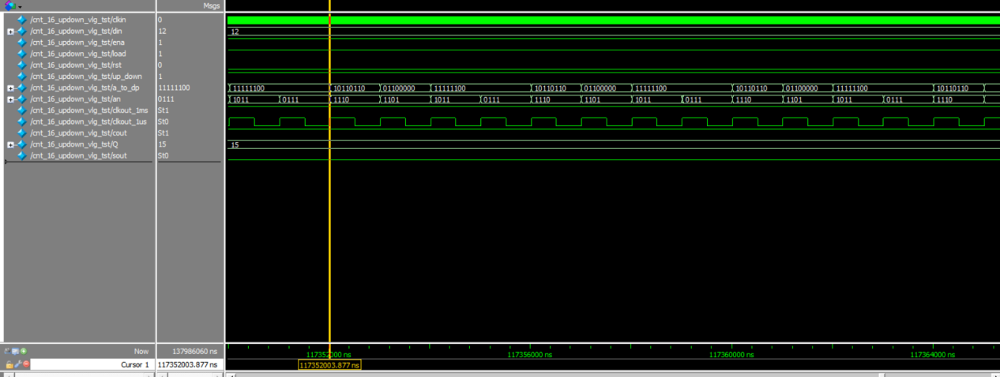 Msgs
/cnt_16_updown_vlg_tst/clkin 0
/cnt_16_updown_vlg_tst/din 12 12
/cnt_16_updown_vlg_tst/ena 1
/cnt_16_updown_vlg_tst/load 1
/cnt_16_updown_vlg_tst/rst 0
/cnt_16_updown_vlg_tst/up_down 1
/cnt_16_updown_vlg_tst/a_to_dp 11111100 11111100 10110110 01100000 11111100 10110110 01100000 11111100 10110110 01100000 11111100 10110110
/cnt_16_updown_vlg_tst/an 0111 1011 0111 1110 1101 1011 0111 1110 1101 1011 0111 1110 1101 1011 0111 1110
/cnt_16_updown_vlg_tst/clkout_1ms St1
/cnt_16_updown_vlg_tst/clkout_1us St0
/cnt_16_updown_vlg_tst/cout St1
/cnt_16_updown_vlg_tst/Q 15 15
/cnt_16_updown_vlg_tst/sout St0
Now 137986060 ns 117352000 ns 117356000 ns 117360000 ns 117364000 ns
Cursor 1 117352003.877 ns 117352003.877 ns